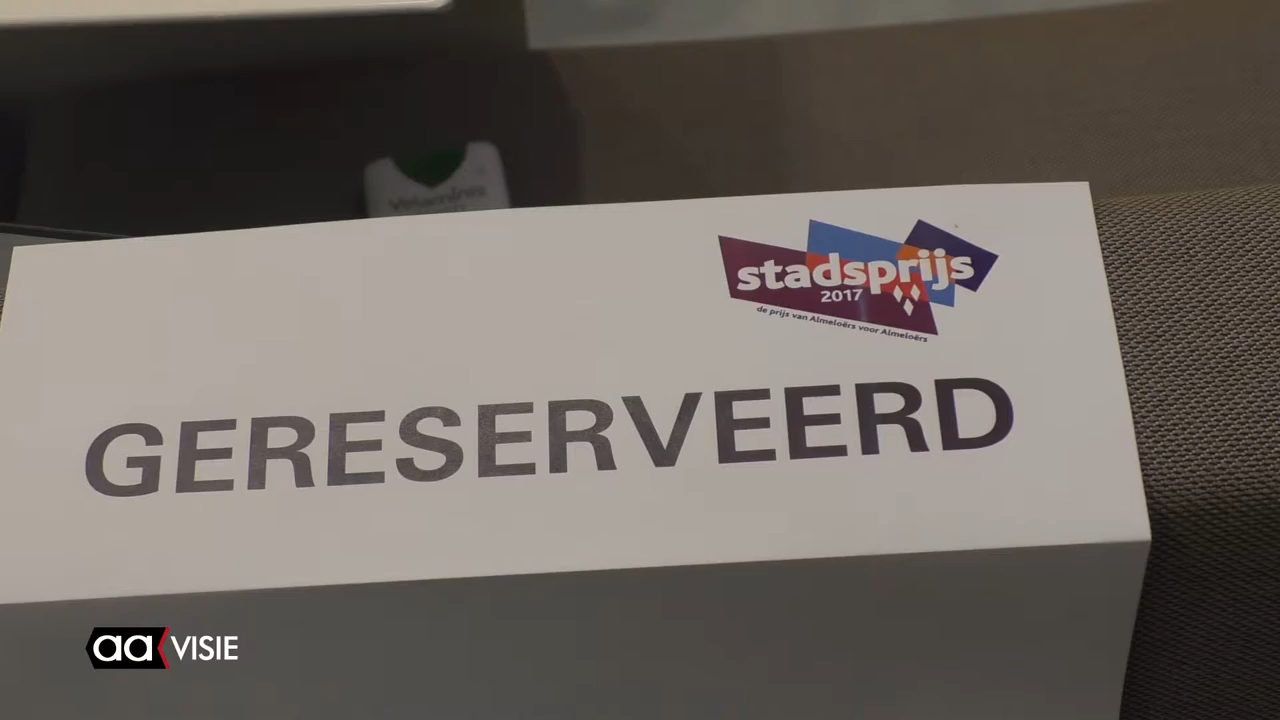 stadsprijs
2017
de prijs van Almeloërs voor Almeloërs
GERESERVEERD
aa VISIE